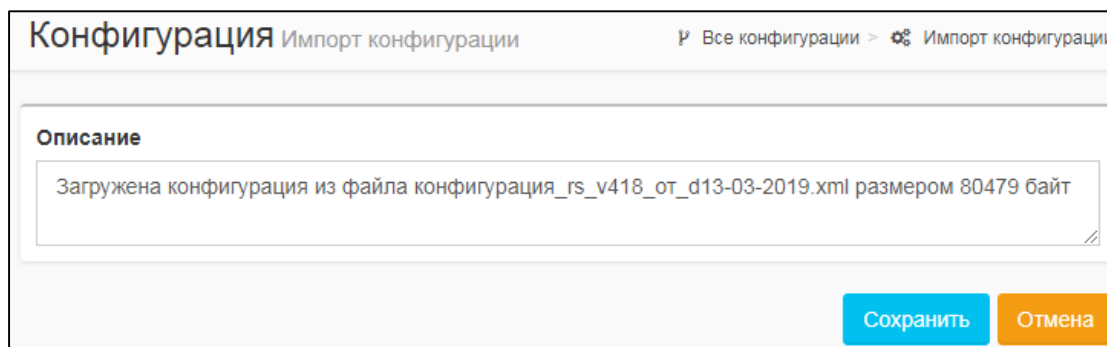 Конфигурация Импорт конфигурации
Все конфигурации > Импорт конфигурации
Описание
Загружена конфигурация из файла конфигурация_rs_v418_от_d13-03-2019.xml размером 80479 байт
Сохранить
Отмена